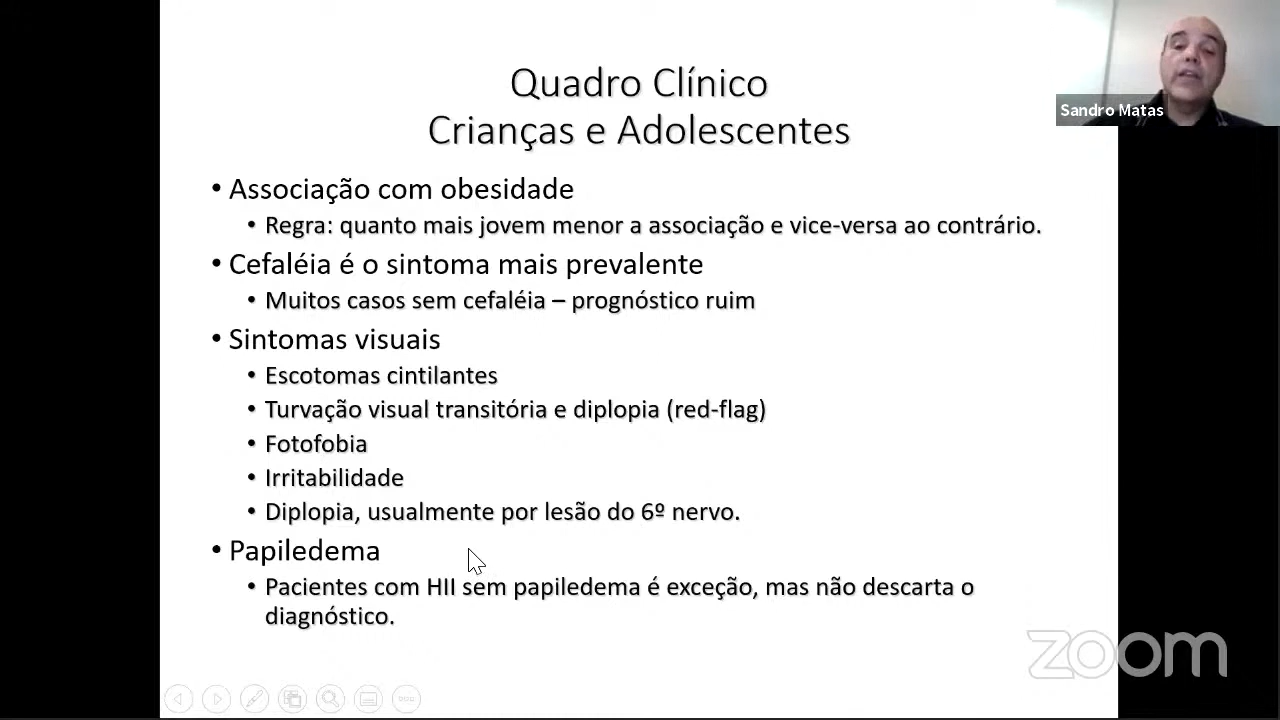 Quadro Clínico
Crianças e Adolescentes
Sandro Matas
• Associação com obesidade
• Regra: quanto mais jovem menor a associação e vice-versa ao contrário.
• Cefaléia é o sintoma mais prevalente
• Muitos casos sem cefaléia – prognóstico ruim
• Sintomas visuais
• Escotomas cintilantes
• Turvação visual transitória e diplopia (red-flag)
• Fotofobia
• Irritabilidade
• Diplopia, usualmente por lesão do 6º nervo.
• Papiledema
• Pacientes com HII sem papiledema é exceção, mas não descarta o
diagnóstico.
zoom